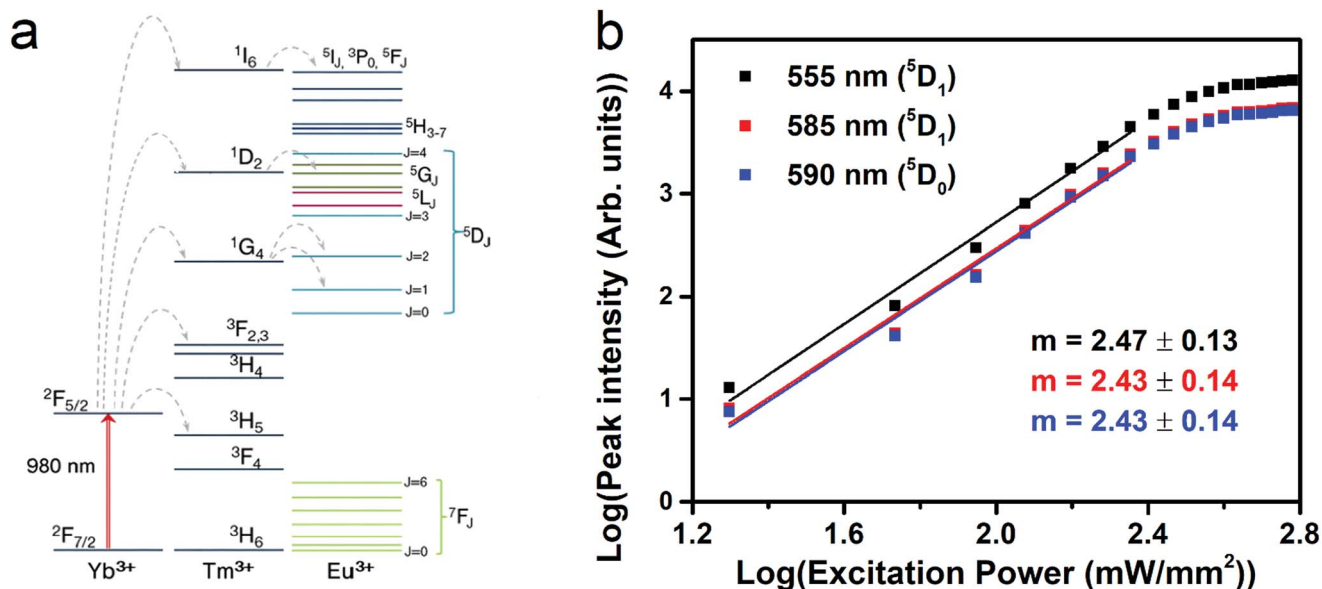 a
¹I₆
⁵I_J, ³P₀, ⁵F_J
⁵H₃₋₇
¹D₂
J=4
⁵G_J
⁵L_J
J=3
⁵D_J
¹G₄
J=2
J=1
J=0
³F₂,₃
³H₄
²F₅/₂
³H₅
980 nm
³F₄
J=6
⁷F_J
²F₇/₂
³H₆
J=0
Yb³⁺
Tm³⁺
Eu³⁺
b
Log(Peak intensity (Arb. units))
4
3
2
1
0
555 nm (⁵D₁)
585 nm (⁵D₁)
590 nm (⁵D₀)
m = 2.47 ± 0.13
m = 2.43 ± 0.14
m = 2.43 ± 0.14
1.2 1.6 2.0 2.4 2.8
Log(Excitation Power (mW/mm²))